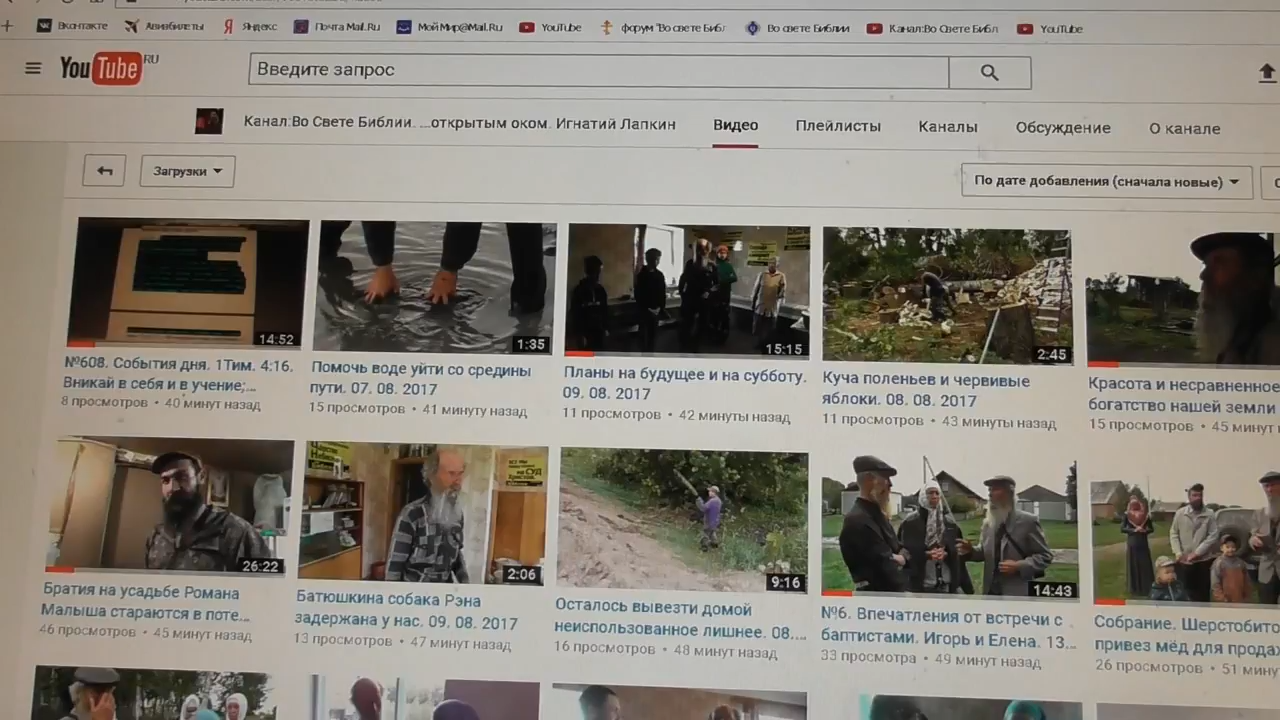 Вконтакте Авиабилеты Яндекс Почта Mail.Ru Мой Мир@Mail.Ru YouTube форум "Во свете Библ Во свете Библии Канал:Во Свете Библ YouTube
YouTube RU
Введите запрос
Канал:Во Свете Библии. ...открытым оком. Игнатий Лапкин Видео Плейлисты Каналы Обсуждение О канале
Загрузки По дате добавления (сначала новые)
14:52 1:35 15:15 2:45
№608. События дня. 1Тим. 4:16.
Вникай в себя и в учение;...
8 просмотров • 40 минут назад
Помочь воде уйти со средины
пути. 07. 08. 2017
15 просмотров • 41 минуту назад
Планы на будущее и на субботу.
09. 08. 2017
11 просмотров • 42 минуты назад
Куча поленьев и червивые
яблоки. 08. 08. 2017
11 просмотров • 43 минуты назад
Красота и несравненное
богатство нашей земли
15 просмотров • 45 минут
26:22 2:06 9:16 14:43
Братия на усадьбе Романа
Малыша стараются в поте...
46 просмотров • 45 минут назад
Батюшкина собака Рэна
задержана у нас. 09. 08. 2017
13 просмотров • 47 минут назад
Осталось вывезти домой
неиспользованное лишнее. 08....
16 просмотров • 48 минут назад
№6. Впечатления от встречи с
баптистами. Игорь и Елена. 13...
33 просмотра • 49 минут назад
Собрание. Шерстобито
привез мёд для продаж
26 просмотров • 51 мину